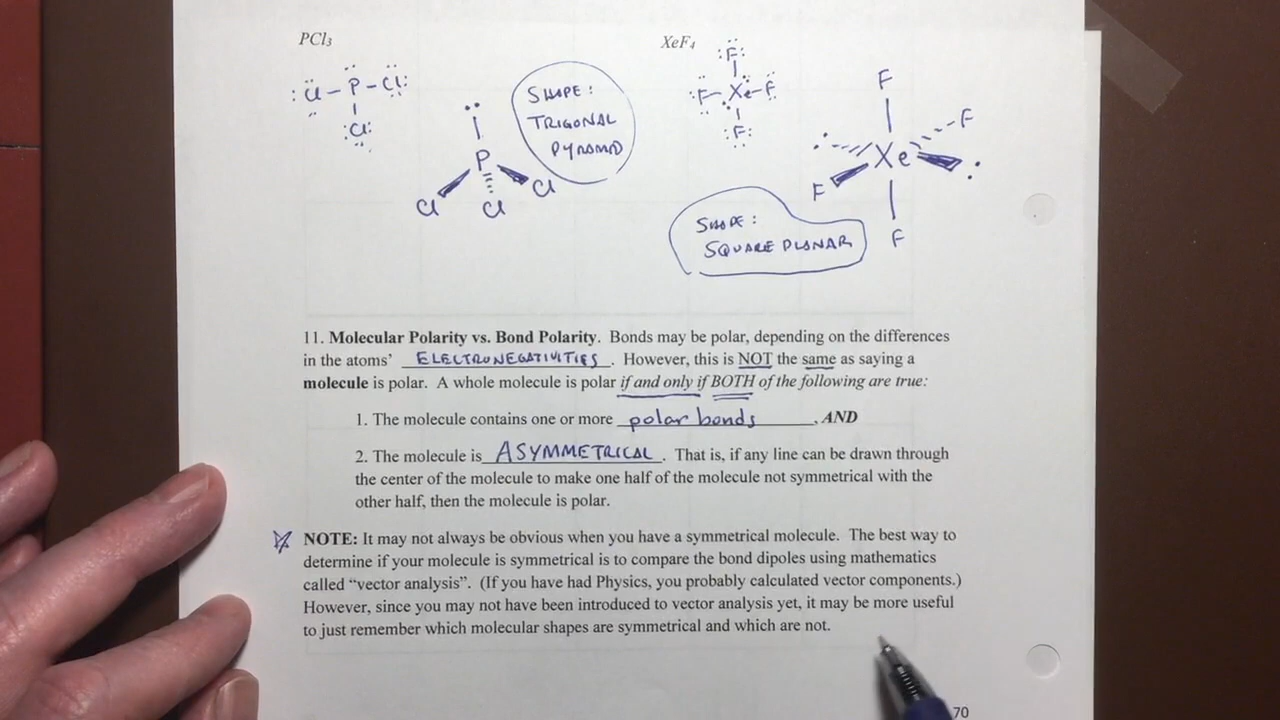 PCl₃
XeF₄
:Cl-P-Cl:
Cl:
P
Cl Cl Cl
SHAPE:
TRIGONAL
PYRAMID
:F:
:F-Xe-F:
:F:
F
F
Xe
F
F
SHAPE:
SQUARE PLANAR
11. Molecular Polarity vs. Bond Polarity. Bonds may be polar, depending on the differences
in the atoms' ELECTRONEGATIVITIES. However, this is NOT the same as saying a
molecule is polar. A whole molecule is polar if and only if BOTH of the following are true:
1. The molecule contains one or more polar bonds, AND
2. The molecule is ASYMMETRICAL. That is, if any line can be drawn through
the center of the molecule to make one half of the molecule not symmetrical with the
other half, then the molecule is polar.
NOTE: It may not always be obvious when you have a symmetrical molecule. The best way to
determine if your molecule is symmetrical is to compare the bond dipoles using mathematics
called “vector analysis”. (If you have had Physics, you probably calculated vector components.)
However, since you may not have been introduced to vector analysis yet, it may be more useful
to just remember which molecular shapes are symmetrical and which are not.
70